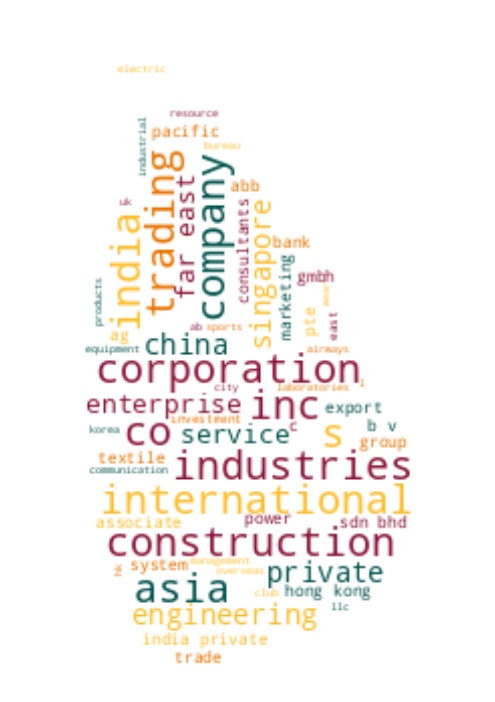 electric
resource
industrial
pacific
bureau
trading
company
far east
abb
uk
india
consultants
singapore
bank
marketing
gmbh
products
pte
east
ag
ab
sports
equipment
china
airways
corporation
city
laboratories
i
enterprise
inc
export
investment
korea
co
service
c
s
b v
group
textile
communication
industries
international
associate
power
sdn bhd
construction
hk
system
management
overseas
private
asia
club
hong kong
llc
engineering
india private
trade